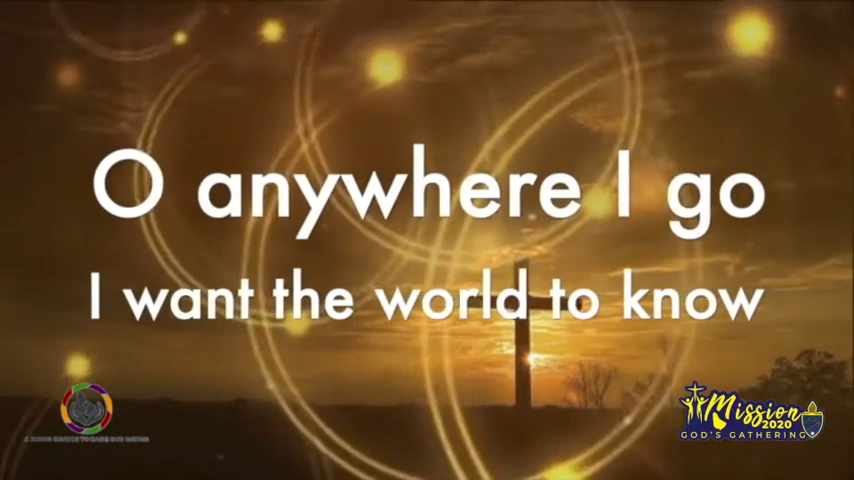 O anywhere I go
I want the world to know
Mission
2020
GOD'S GATHERING